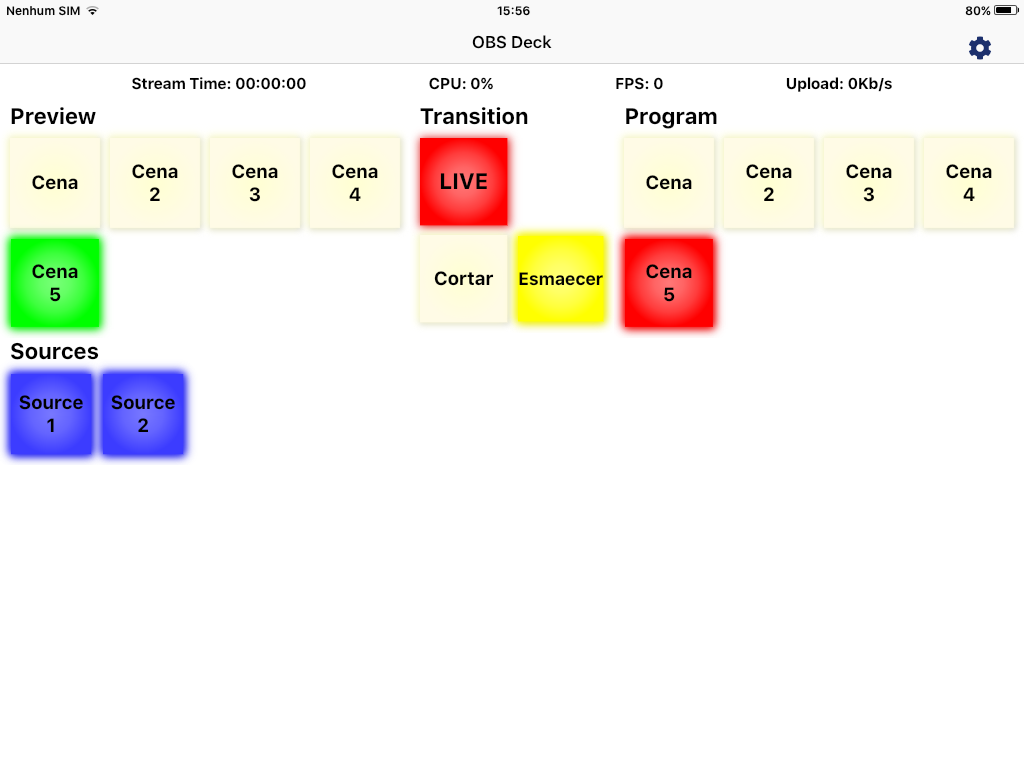 Nenhum SIM
15:56
80%
OBS Deck
Stream Time: 00:00:00
CPU: 0%
FPS: 0
Upload: 0Kb/s
Preview
Cena
Cena
2
Cena
3
Cena
4
Cena
5
Transition
LIVE
Cortar
Esmaecer
Program
Cena
Cena
2
Cena
3
Cena
4
Cena
5
Sources
Source
1
Source
2